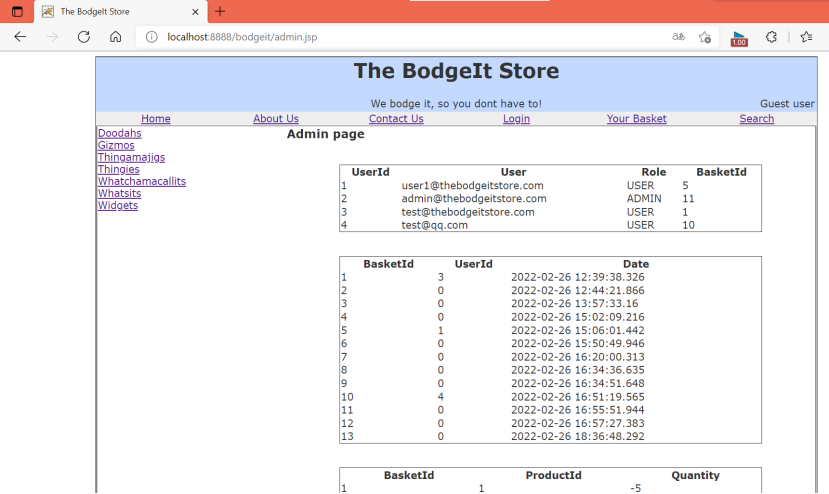 The BodgeIt Store
localhost:8888/bodgeit/admin.jsp
1.00
The BodgeIt Store
We bodge it, so you dont have to!
Guest user
Home About Us Contact Us Login Your Basket Search
Doodahs
Gizmos
Thingamajigs
Thingies
Whatchamacallits
Whatsits
Widgets
Admin page
UserId User Role BasketId
1 user1@thebodgeitstore.com USER 5
2 admin@thebodgeitstore.com ADMIN 11
3 test@thebodgeitstore.com USER 1
4 test@qq.com USER 10
BasketId UserId Date
1 3 2022-02-26 12:39:38.326
2 0 2022-02-26 12:44:21.866
3 0 2022-02-26 13:57:33.16
4 0 2022-02-26 15:02:09.216
5 1 2022-02-26 15:06:01.442
6 0 2022-02-26 15:50:49.946
7 0 2022-02-26 16:20:00.313
8 0 2022-02-26 16:34:36.635
9 0 2022-02-26 16:34:51.648
10 4 2022-02-26 16:51:19.565
11 0 2022-02-26 16:55:51.944
12 0 2022-02-26 16:57:27.383
13 0 2022-02-26 18:36:48.292
BasketId ProductId Quantity
1 1 -5